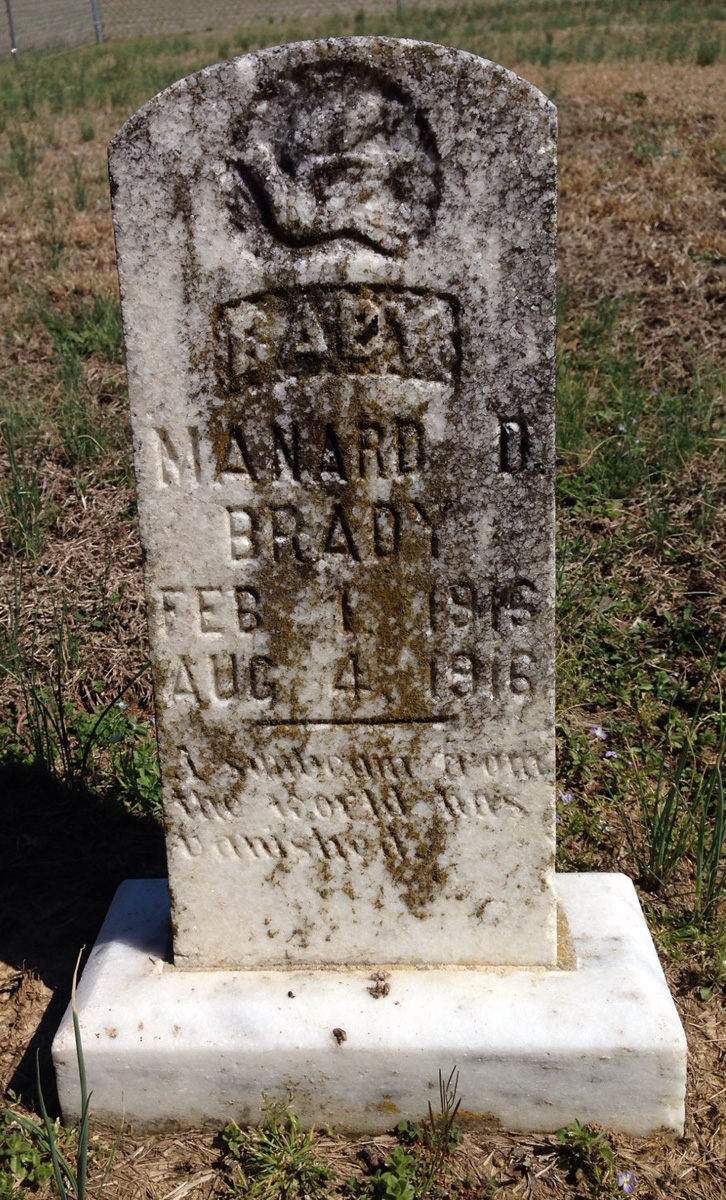 BABY
MANARD D.
BRADY
FEB 1, 1916
AUG 4, 1916
A sunbeam from
the world has
vanished.